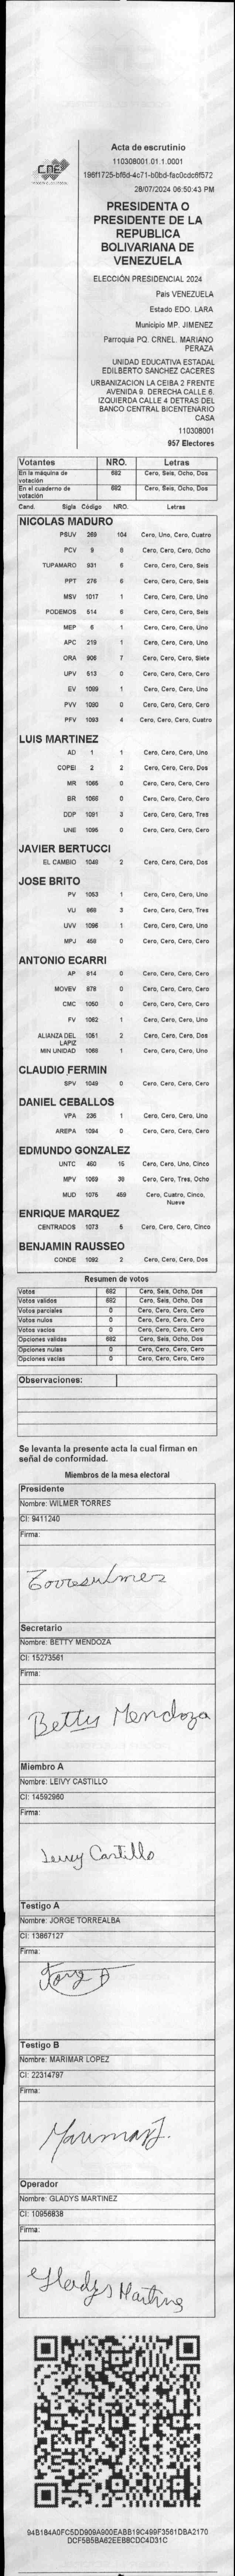 CNE
Acta de escrutinio
110308001.01.1.0001
196f1725-bf6d-4c71-b0bd-fac0cdc6f572
28/07/2024 06:50:43 PM
PRESIDENTA O
PRESIDENTE DE LA
REPUBLICA
BOLIVARIANA DE
VENEZUELA
ELECCIÓN PRESIDENCIAL 2024
Pais VENEZUELA
Estado EDO. LARA
Municipio MP. JIMENEZ
Parroquia PQ. CRNEL. MARIANO
PERAZA
UNIDAD EDUCATIVA ESTADAL
EDILBERTO SANCHEZ CACERES
URBANIZACION LA CEIBA 2 FRENTE
AVENIDA 9. DERECHA CALLE 6.
IZQUIERDA CALLE 4 DETRAS DEL
BANCO CENTRAL BICENTENARIO
CASA
110308001
957 Electores
Votantes NRO. Letras
En la máquina de votación 682 Cero, Seis, Ocho, Dos
En el cuaderno de votación 682 Cero, Seis, Ocho, Dos
Cand. Sigla Código NRO. Letras
NICOLAS MADURO
PSUV 269 104 Cero, Uno, Cero, Cuatro
PCV 9 8 Cero, Cero, Cero, Ocho
TUPAMARO 931 6 Cero, Cero, Cero, Seis
PPT 276 6 Cero, Cero, Cero, Seis
MSV 1017 1 Cero, Cero, Cero, Uno
PODEMOS 514 6 Cero, Cero, Cero, Seis
MEP 6 1 Cero, Cero, Cero, Uno
APC 219 1 Cero, Cero, Cero, Uno
ORA 906 7 Cero, Cero, Cero, Siete
UPV 513 0 Cero, Cero, Cero, Cero
EV 1089 1 Cero, Cero, Cero, Uno
PVV 1090 0 Cero, Cero, Cero, Cero
PFV 1093 4 Cero, Cero, Cero, Cuatro
LUIS MARTINEZ
AD 1 1 Cero, Cero, Cero, Uno
COPEI 2 2 Cero, Cero, Cero, Dos
MR 1065 0 Cero, Cero, Cero, Cero
BR 1066 0 Cero, Cero, Cero, Cero
DDP 1091 3 Cero, Cero, Cero, Tres
UNE 1095 0 Cero, Cero, Cero, Cero
JAVIER BERTUCCI
EL CAMBIO 1046 2 Cero, Cero, Cero, Dos
JOSE BRITO
PV 1053 1 Cero, Cero, Cero, Uno
VU 868 3 Cero, Cero, Cero, Tres
UVV 1096 1 Cero, Cero, Cero, Uno
MPJ 458 0 Cero, Cero, Cero, Cero
ANTONIO ECARRI
AP 914 0 Cero, Cero, Cero, Cero
MOVEV 878 0 Cero, Cero, Cero, Cero
CMC 1050 0 Cero, Cero, Cero, Cero
FV 1062 1 Cero, Cero, Cero, Uno
ALIANZA DEL LAPIZ 1051 2 Cero, Cero, Cero, Dos
MIN UNIDAD 1068 1 Cero, Cero, Cero, Uno
CLAUDIO FERMIN
SPV 1049 0 Cero, Cero, Cero, Cero
DANIEL CEBALLOS
VPA 236 1 Cero, Cero, Cero, Uno
AREPA 1094 0 Cero, Cero, Cero, Cero
EDMUNDO GONZALEZ
UNTC 460 15 Cero, Cero, Uno, Cinco
MPV 1069 38 Cero, Cero, Tres, Ocho
MUD 1075 459 Cero, Cuatro, Cinco, Nueve
ENRIQUE MARQUEZ
CENTRADOS 1073 5 Cero, Cero, Cero, Cinco
BENJAMIN RAUSSEO
CONDE 1092 2 Cero, Cero, Cero, Dos
Resumen de votos
Votos 682 Cero, Seis, Ocho, Dos
Votos validos 682 Cero, Seis, Ocho, Dos
Votos parciales 0 Cero, Cero, Cero, Cero
Votos nulos 0 Cero, Cero, Cero, Cero
Votos vacios 0 Cero, Cero, Cero, Cero
Opciones validas 682 Cero, Seis, Ocho, Dos
Opciones nulas 0 Cero, Cero, Cero, Cero
Opciones vacias 0 Cero, Cero, Cero, Cero
Observaciones:
Se levanta la presente acta la cual firman en
señal de conformidad.
Miembros de la mesa electoral
Presidente
Nombre: WILMER TORRES
CI: 9411240
Firma:
Torreswilmer
Secretario
Nombre: BETTY MENDOZA
CI: 15273561
Firma:
Betty Mendoza
Miembro A
Nombre: LEIVY CASTILLO
CI: 14592960
Firma:
Leivy Castillo
Testigo A
Nombre: JORGE TORREALBA
CI: 13867127
Firma:
Testigo B
Nombre: MARIMAR LOPEZ
CI: 22314797
Firma:
Operador
Nombre: GLADYS MARTINEZ
CI: 10956838
Firma:
94B184A0FC5DD909A900EABB19C499F3561DBA2170
DCF5B5BA62EEB8CDC4D31C